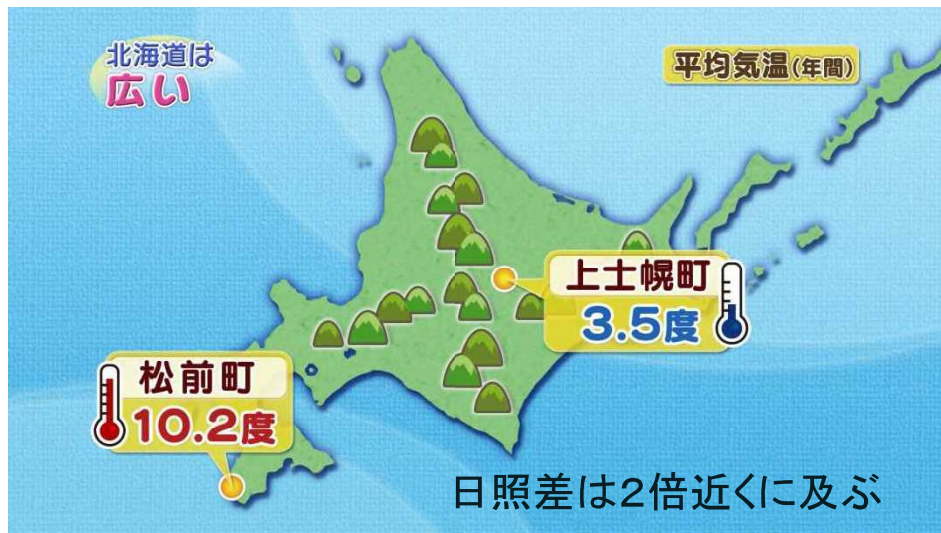 北海道は
広い
平均気温(年間)
上士幌町
3.5度
松前町
10.2度
日照差は2倍近くに及ぶ